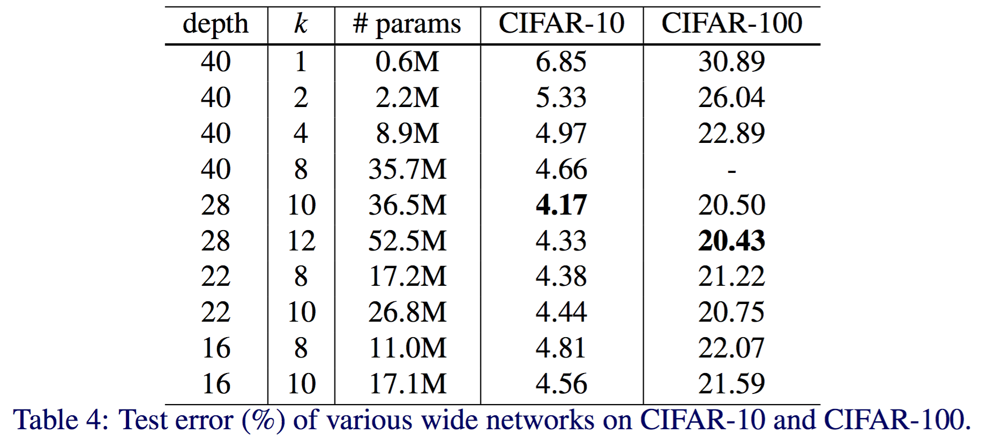 depth k # params CIFAR-10 CIFAR-100
40 1 0.6M 6.85 30.89
40 2 2.2M 5.33 26.04
40 4 8.9M 4.97 22.89
40 8 35.7M 4.66 -
28 10 36.5M 4.17 20.50
28 12 52.5M 4.33 20.43
22 8 17.2M 4.38 21.22
22 10 26.8M 4.44 20.75
16 8 11.0M 4.81 22.07
16 10 17.1M 4.56 21.59
Table 4: Test error (%) of various wide networks on CIFAR-10 and CIFAR-100.